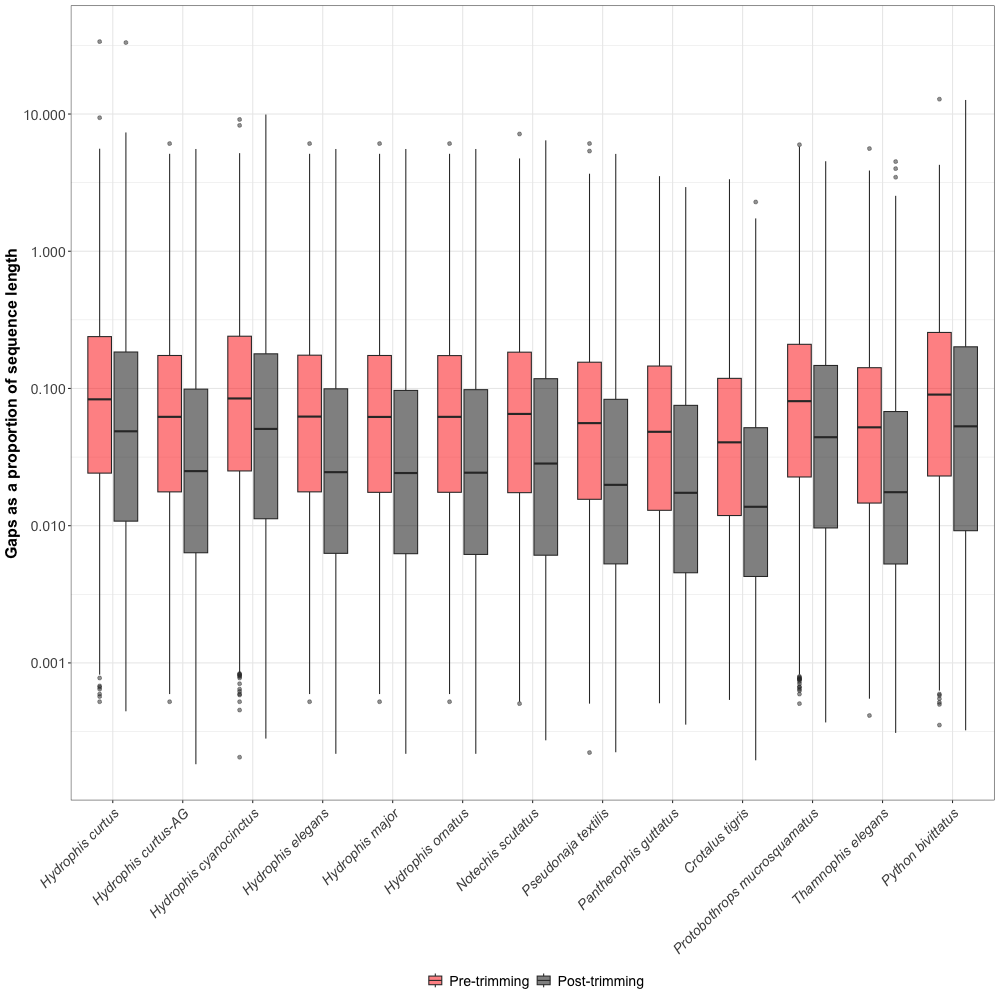 Gaps as a proportion of sequence length
10.000
1.000
0.100
0.010
0.001
Hydrophis curtus
Hydrophis curtus-AG
Hydrophis cyanocinctus
Hydrophis elegans
Hydrophis major
Hydrophis ornatus
Notechis scutatus
Pseudonaja textilis
Pantherophis guttatus
Crotalus tigris
Protobothrops mucrosquamatus
Thamnophis elegans
Python bivittatus
Pre-trimming Post-trimming